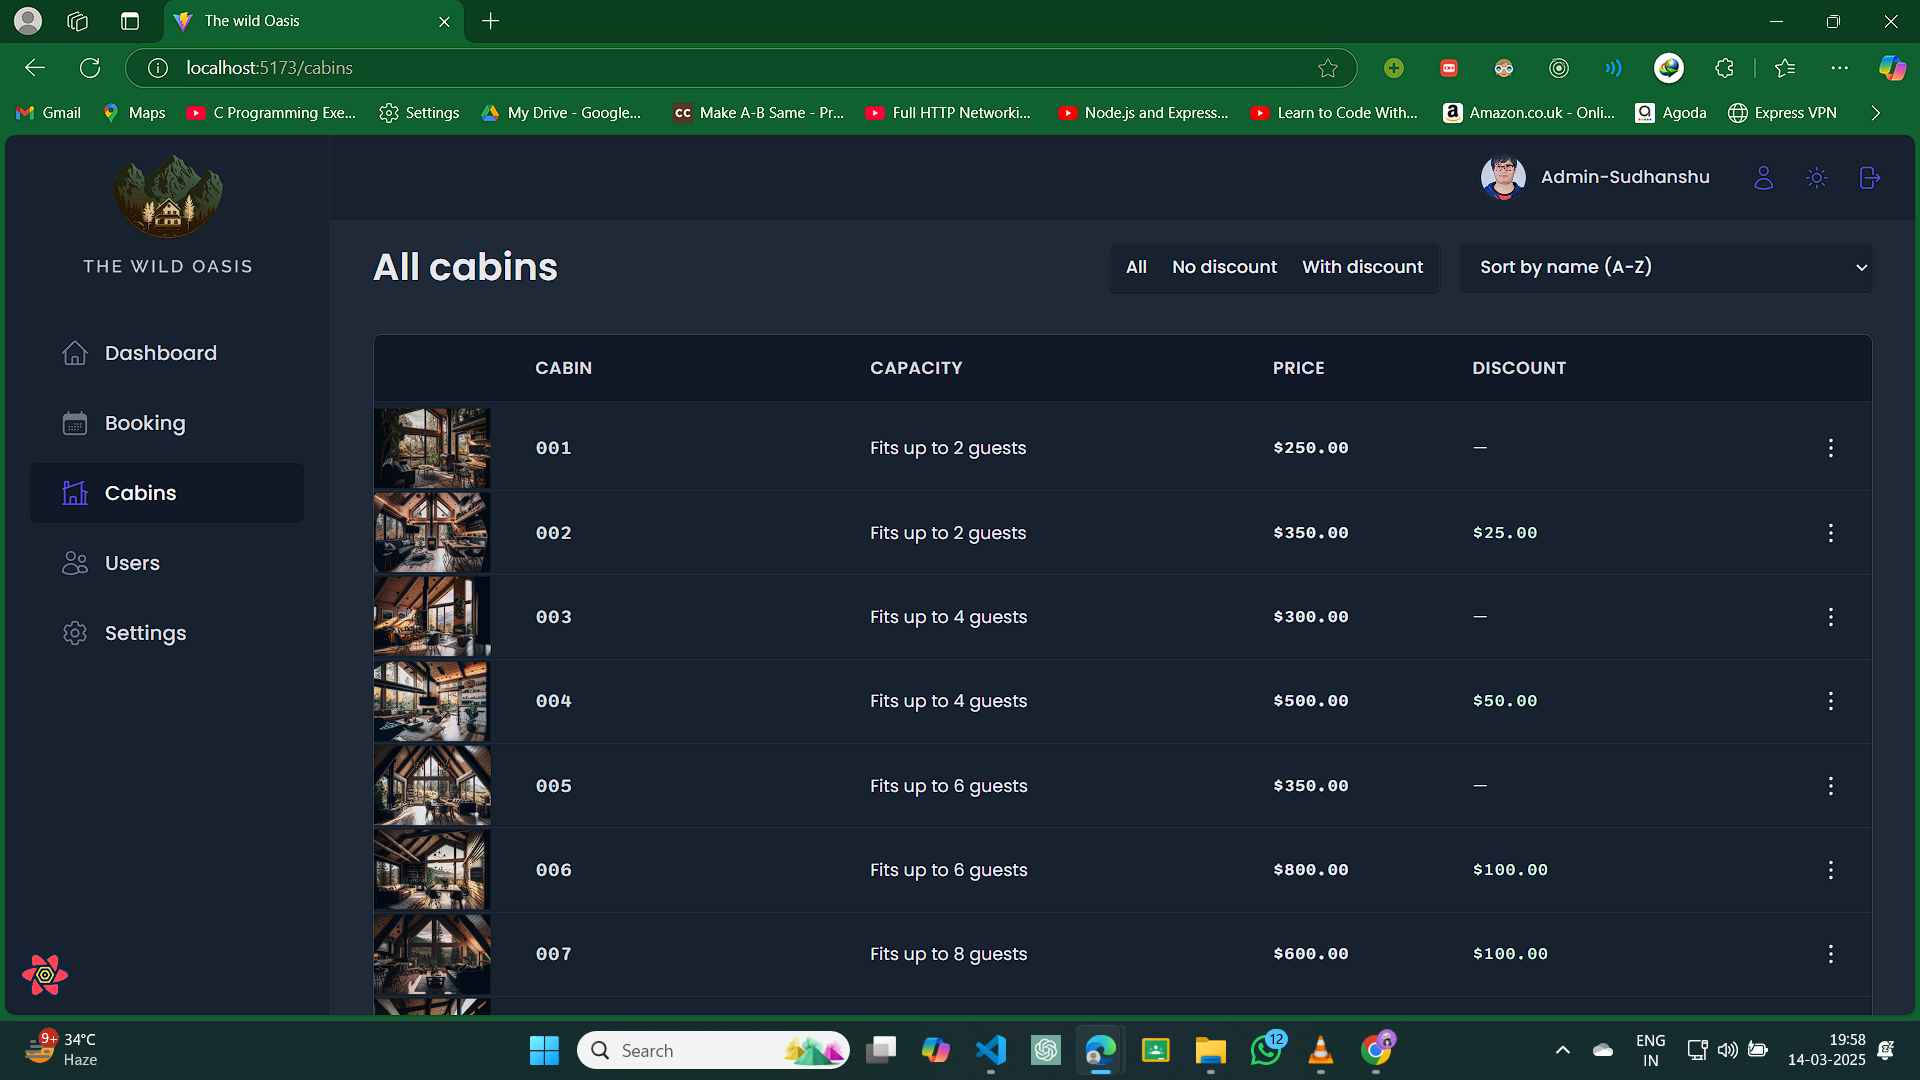 The wild Oasis
localhost:5173/cabins
Gmail
Maps
C Programming Exe...
Settings
My Drive - Google...
CC
Make A-B Same - Pr...
Full HTTP Networki...
Node.js and Express...
Learn to Code With...
Amazon.co.uk - Onli...
Agoda
Express VPN
THE WILD OASIS
Admin-Sudhanshu
Dashboard
Booking
Cabins
Users
Settings
All cabins
All No discount With discount
Sort by name (A-Z)
CABIN CAPACITY PRICE DISCOUNT
001 Fits up to 2 guests $250.00 —
002 Fits up to 2 guests $350.00 $25.00
003 Fits up to 4 guests $300.00 —
004 Fits up to 4 guests $500.00 $50.00
005 Fits up to 6 guests $350.00 —
006 Fits up to 6 guests $800.00 $100.00
007 Fits up to 8 guests $600.00 $100.00
9+
34°C
Haze
Search
12
ENG
IN
19:58
14-03-2025